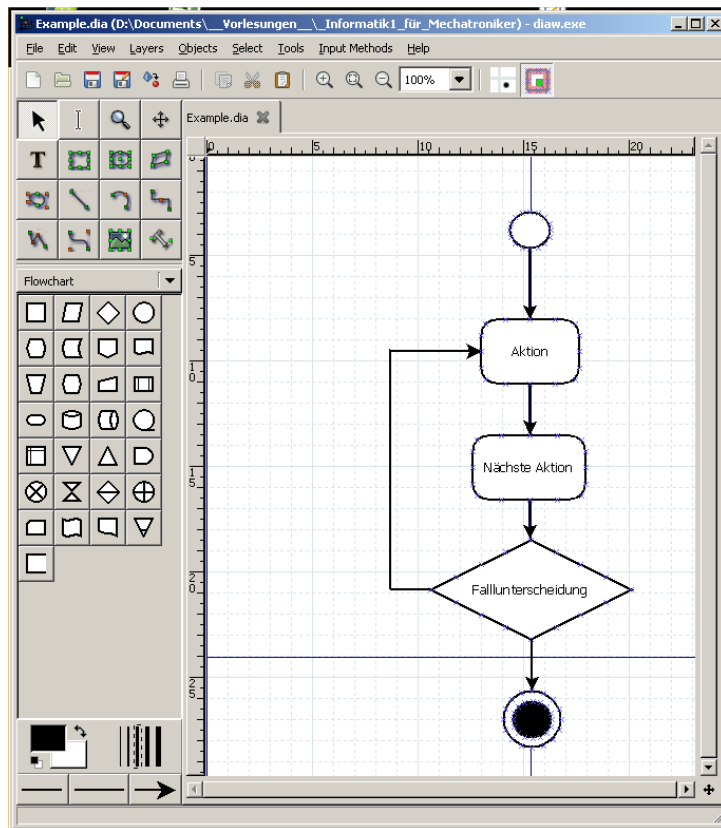 Example.dia (D:\Documents\__Vorlesungen__\_Informatik1_für_Mechatroniker) - diaw.exe
File Edit View Layers Objects Select Tools Input Methods Help
100%
Example.dia
0 5 10 15 20
T
Flowchart
5
10
15
20
25
Aktion
Nächste Aktion
Fallunterscheidung